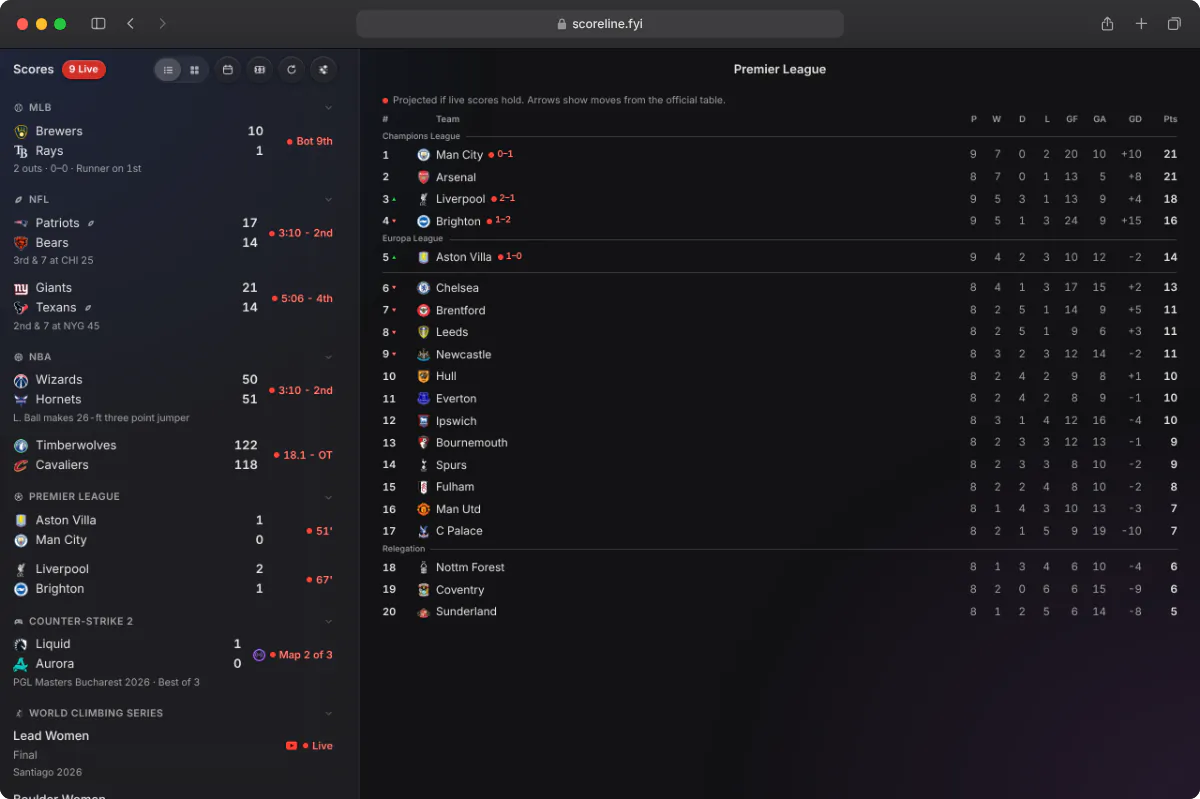 scoreline.fyi
Scores 9 Live
MLB
Brewers 10
Rays 1
Bot 9th
2 outs · 0–0 · Runner on 1st
NFL
Patriots 17
Bears 14
3:10 - 2nd
3rd & 7 at CHI 25
Giants 21
Texans 14
5:06 - 4th
2nd & 7 at NYG 45
NBA
Wizards 50
Hornets 51
3:10 - 2nd
L. Ball makes 26-ft three point jumper
Timberwolves 122
Cavaliers 118
18.1 - OT
PREMIER LEAGUE
Aston Villa 1
Man City 0
51'
Liverpool 2
Brighton 1
67'
COUNTER-STRIKE 2
Liquid 1
Aurora 0
Map 2 of 3
PGL Masters Bucharest 2026 · Best of 3
WORLD CLIMBING SERIES
Lead Women
Live
Final
Santiago 2026
Boulder Women
Premier League
Projected if live scores hold. Arrows show moves from the official table.
# Team P W D L GF GA GD Pts
Champions League
1 Man City 0–1 9 7 0 2 20 10 +10 21
2 Arsenal 8 7 0 1 13 5 +8 21
3 Liverpool 2–1 9 5 3 1 13 9 +4 18
4 Brighton 1–2 9 5 1 3 24 9 +15 16
Europa League
5 Aston Villa 1–0 9 4 2 3 10 12 -2 14
6 Chelsea 8 4 1 3 17 15 +2 13
7 Brentford 8 2 5 1 14 9 +5 11
8 Leeds 8 2 5 1 9 6 +3 11
9 Newcastle 8 3 2 3 12 14 -2 11
10 Hull 8 2 4 2 9 8 +1 10
11 Everton 8 2 4 2 8 9 -1 10
12 Ipswich 8 3 1 4 12 16 -4 10
13 Bournemouth 8 2 3 3 12 13 -1 9
14 Spurs 8 2 3 3 8 10 -2 9
15 Fulham 8 2 2 4 8 10 -2 8
16 Man Utd 8 1 4 3 10 13 -3 7
17 C Palace 8 2 1 5 9 19 -10 7
Relegation
18 Nottm Forest 8 1 3 4 6 10 -4 6
19 Coventry 8 2 0 6 6 15 -9 6
20 Sunderland 8 1 2 5 6 14 -8 5